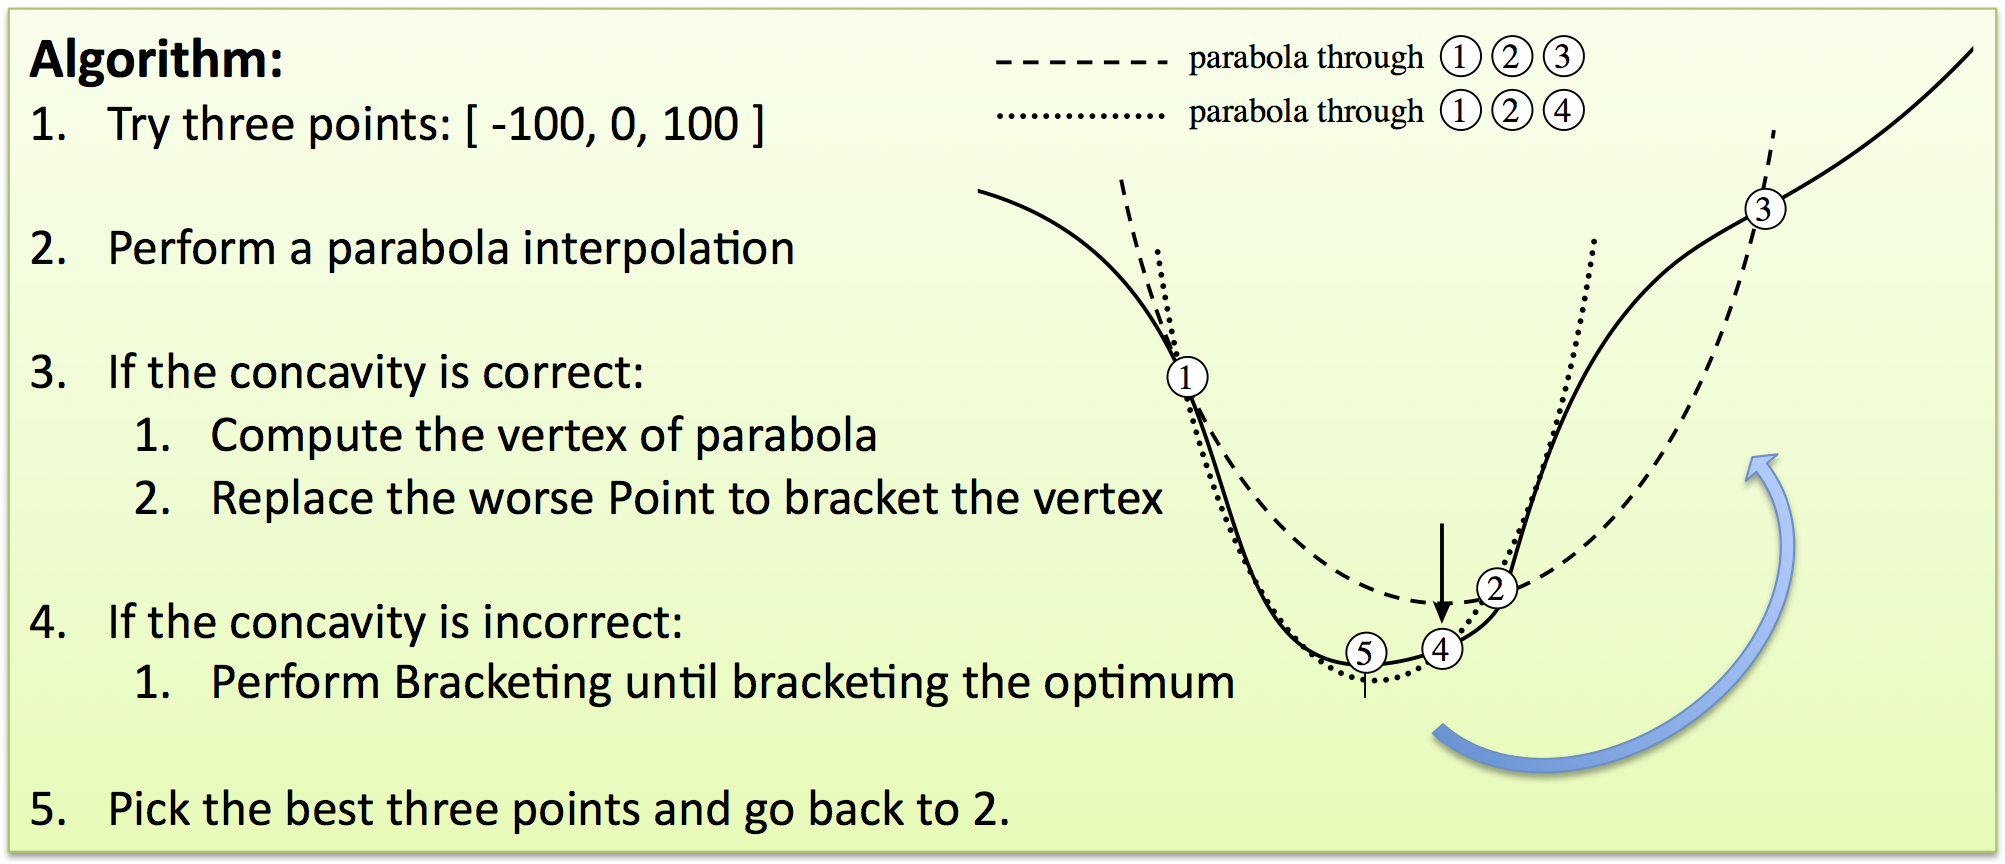 Algorithm:
1. Try three points: [ -100, 0, 100 ]
2. Perform a parabola interpolation
3. If the concavity is correct:
1. Compute the vertex of parabola
2. Replace the worse Point to bracket the vertex
4. If the concavity is incorrect:
1. Perform Bracketing until bracketing the optimum
5. Pick the best three points and go back to 2.
parabola through 1 2 3
parabola through 1 2 4
3
1
2
5 4